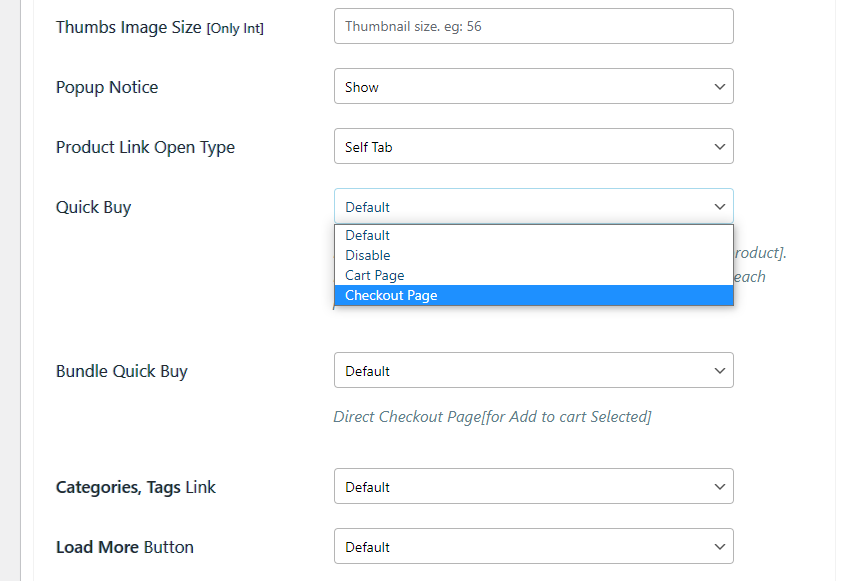 Thumbs Image Size [Only Int]
Thumbnail size. eg: 56
Popup Notice
Show
Product Link Open Type
Self Tab
Quick Buy
Default
Default
Disable
Cart Page
Checkout Page
roduct].
each
Bundle Quick Buy
Default
Direct Checkout Page[for Add to cart Selected]
Categories, Tags Link
Default
Load More Button
Default